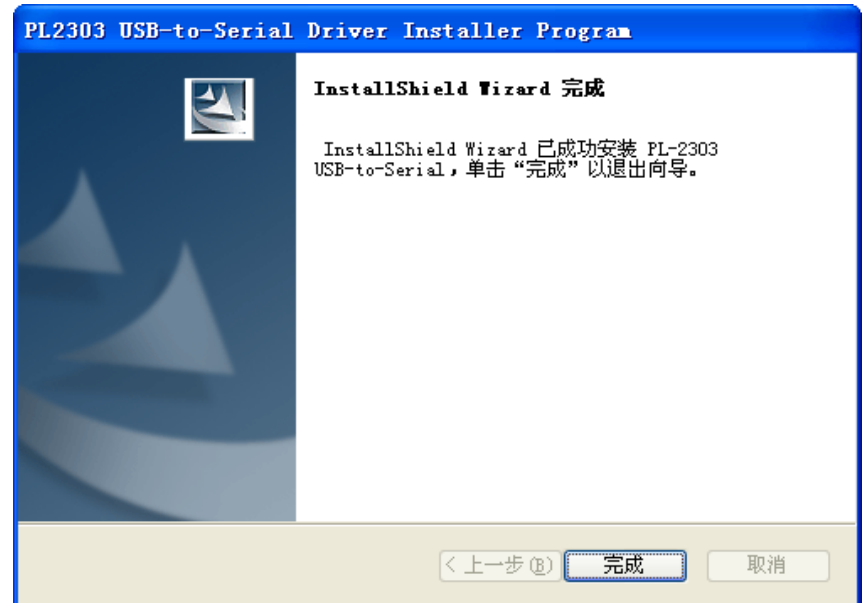 PL2303 USB-to-Serial Driver Installer Program
InstallShield Wizard 完成
InstallShield Wizard 已成功安装 PL-2303
USB-to-Serial，单击“完成”以退出向导。
< 上一步(B)
完成
取消